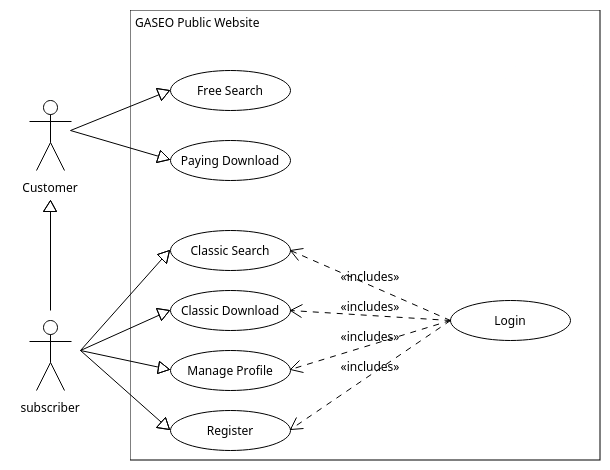 GASEO Public Website
Free Search
Customer
Paying Download
Classic Search
«includes»
Classic Download
«includes»
Login
«includes»
Manage Profile
«includes»
subscriber
Register